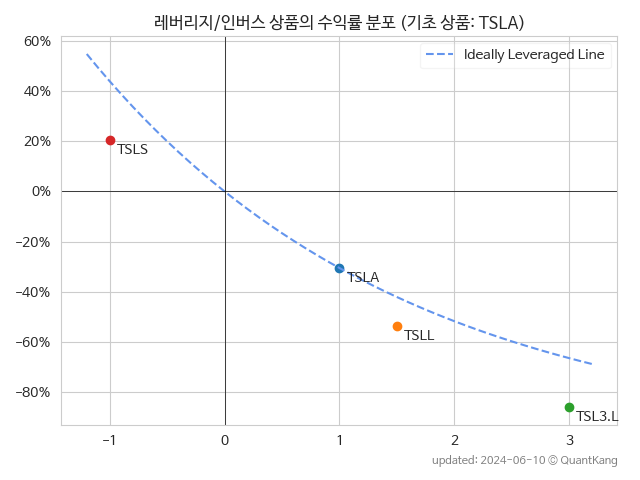 레버리지/인버스 상품의 수익률 분포 (기초 상품: TSLA)
60%
Ideally Leveraged Line
40%
20%
TSLS
0%
−20%
TSLA
−40%
TSLL
−60%
−80%
TSL3.L
−1
0
1
2
3
updated: 2024-06-10 © QuantKang